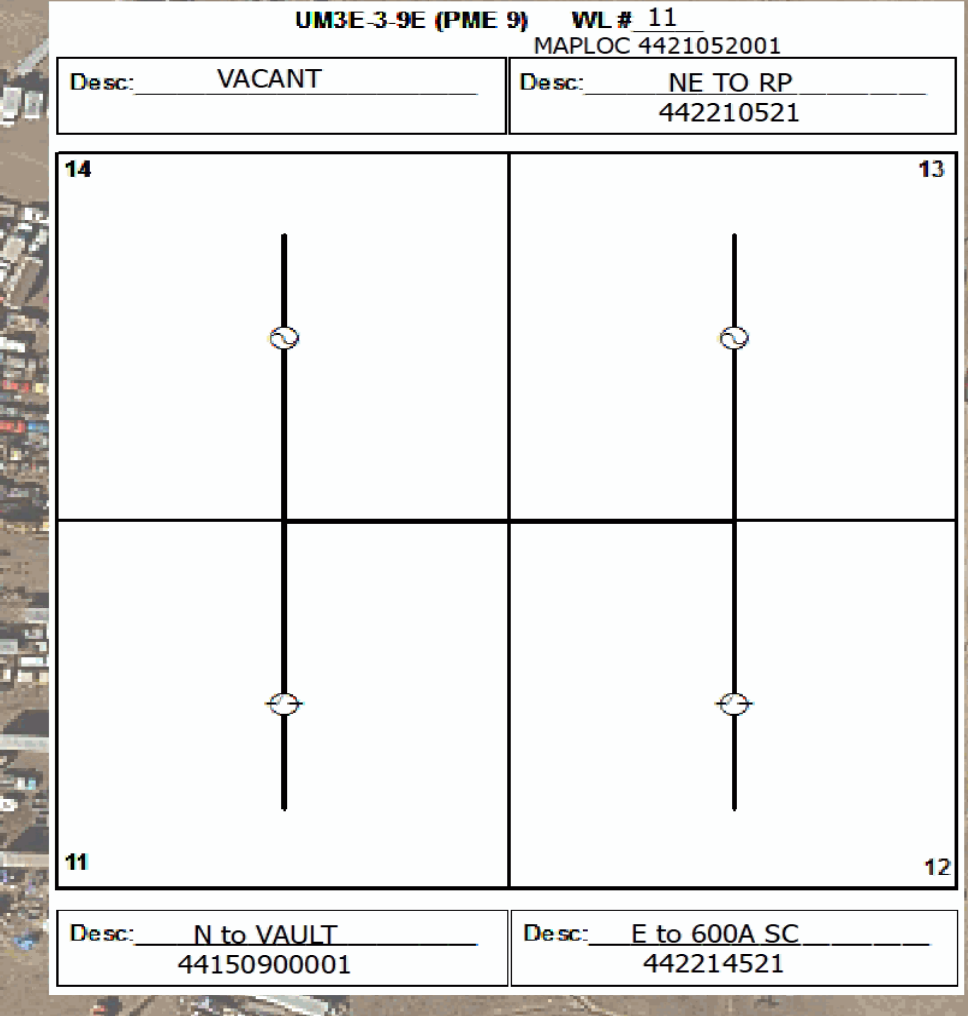 UM3E-3-9E (PME 9) WL # 11
MAPLOC 4421052001
Desc: VACANT
Desc: NE TO RP
442210521
14
13
11
12
Desc: N to VAULT
44150900001
Desc: E to 600A SC
442214521